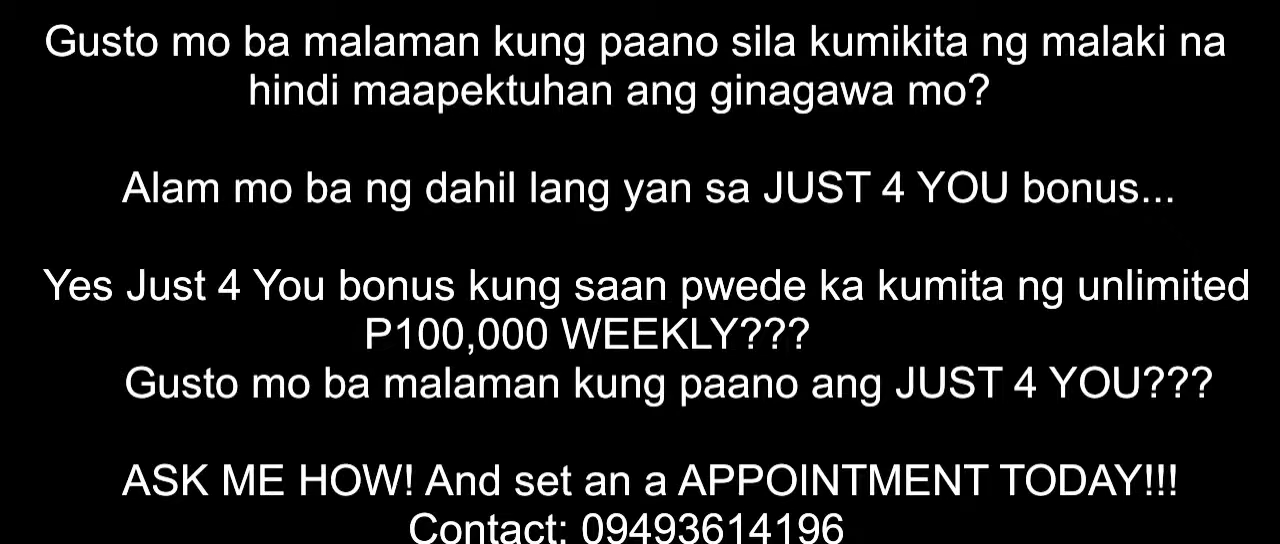 Gusto mo ba malaman kung paano sila kumikita ng malaki na
hindi maapektuhan ang ginagawa mo?
Alam mo ba ng dahil lang yan sa JUST 4 YOU bonus...
Yes Just 4 You bonus kung saan pwede ka kumita ng unlimited
P100,000 WEEKLY???
Gusto mo ba malaman kung paano ang JUST 4 YOU???
ASK ME HOW! And set an a APPOINTMENT TODAY!!!
Contact: 09493614196